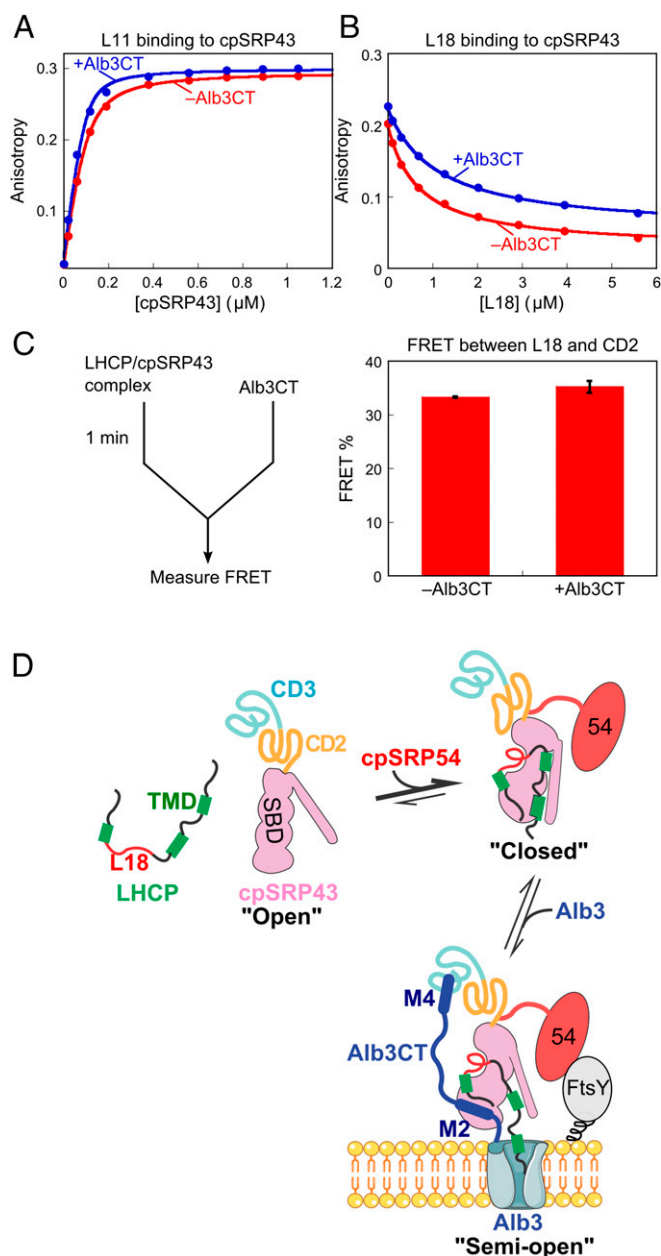 A
L11 binding to cpSRP43
+Alb3CT
–Alb3CT
Anisotropy
0.3
0.2
0.1
0 0.2 0.4 0.6 0.8 1.0 1.2
[cpSRP43] (µM)
B
L18 binding to cpSRP43
+Alb3CT
–Alb3CT
Anisotropy
0.3
0.2
0.1
0
0 1 2 3 4 5 6
[L18] (µM)
C
LHCP/cpSRP43
complex
Alb3CT
1 min
Measure FRET
FRET between L18 and CD2
FRET %
40
30
20
10
0
–Alb3CT +Alb3CT
D
CD3
CD2
TMD
L18
LHCP
SBD
cpSRP43
"Open"
cpSRP54
54
"Closed"
Alb3
M4
Alb3CT
M2
54
FtsY
Alb3
"Semi-open"